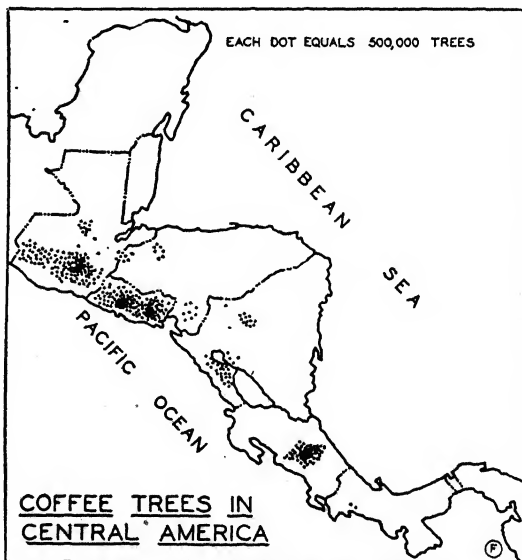 EACH DOT EQUALS 500,000 TREES
CARIBBEAN SEA
PACIFIC OCEAN
COFFEE TREES IN
CENTRAL AMERICA
F